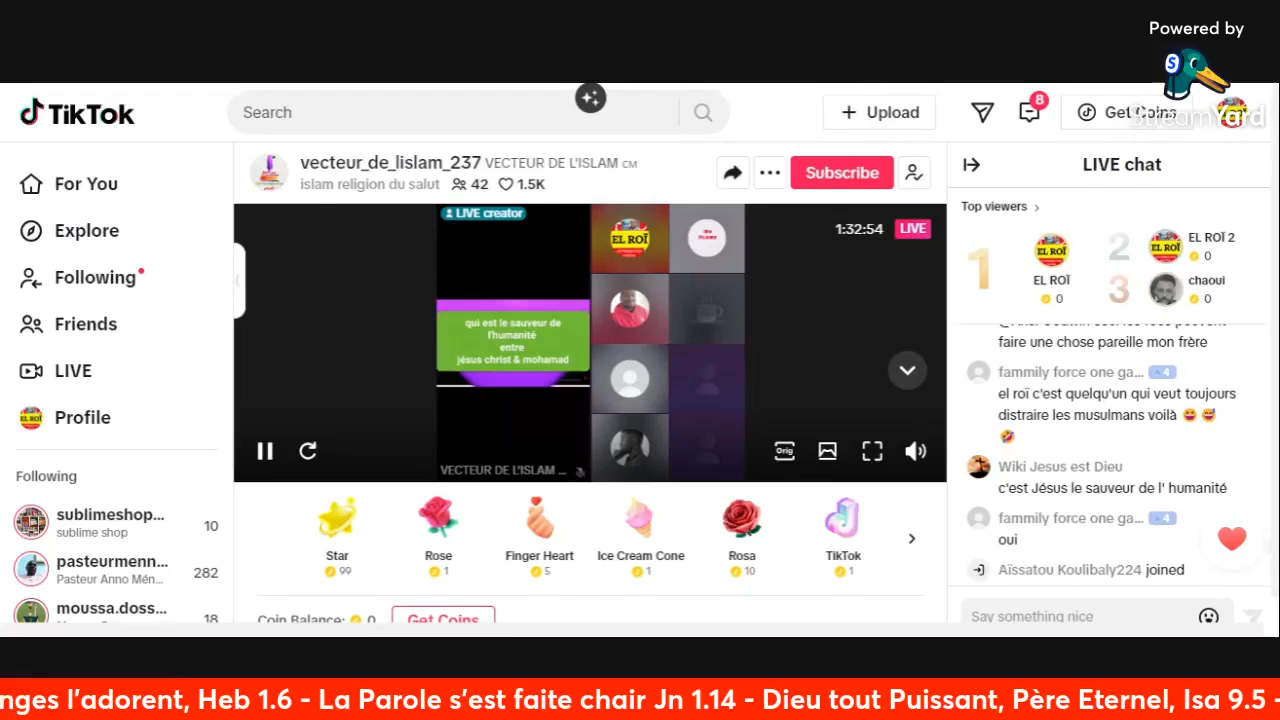 Powered by
StreamYard
TikTok
Search
Upload
8
Get Coins
For You
Explore
Following
Friends
LIVE
Profile
Following
sublimeshop...
sublime shop
10
pasteurmenn...
Pasteur Anno Mén...
282
moussa.doss...
18
vecteur_de_lislam_237 VECTEUR DE L'ISLAM CM
islam religion du salut 42 1.5K
Subscribe
LIVE creator
EL ROÏ
1:32:54 LIVE
qui est le sauveur de
l'humanité
entre
jésus christ & mohamad
VECTEUR DE L'ISLAM ...
Orig
Star
99
Rose
1
Finger Heart
5
Ice Cream Cone
1
Rosa
10
TikTok
1
Coin Balance: 0
Get Coins
LIVE chat
Top viewers
1
EL ROÏ
EL ROÏ
0
2
EL ROÏ
EL ROÏ 2
0
3
chaoui
0
faire une chose pareille mon frère
fammily force one ga... 4
el roï c'est quelqu'un qui veut toujours
distraire les musulmans voilà
Wiki Jesus est Dieu
c'est Jésus le sauveur de l' humanité
fammily force one ga... 4
oui
Aïssatou Koulibaly224 joined
Say something nice
nges l'adorent, Heb 1.6 - La Parole s'est faite chair Jn 1.14 - Dieu tout Puissant, Père Eternel, Isa 9.5 -